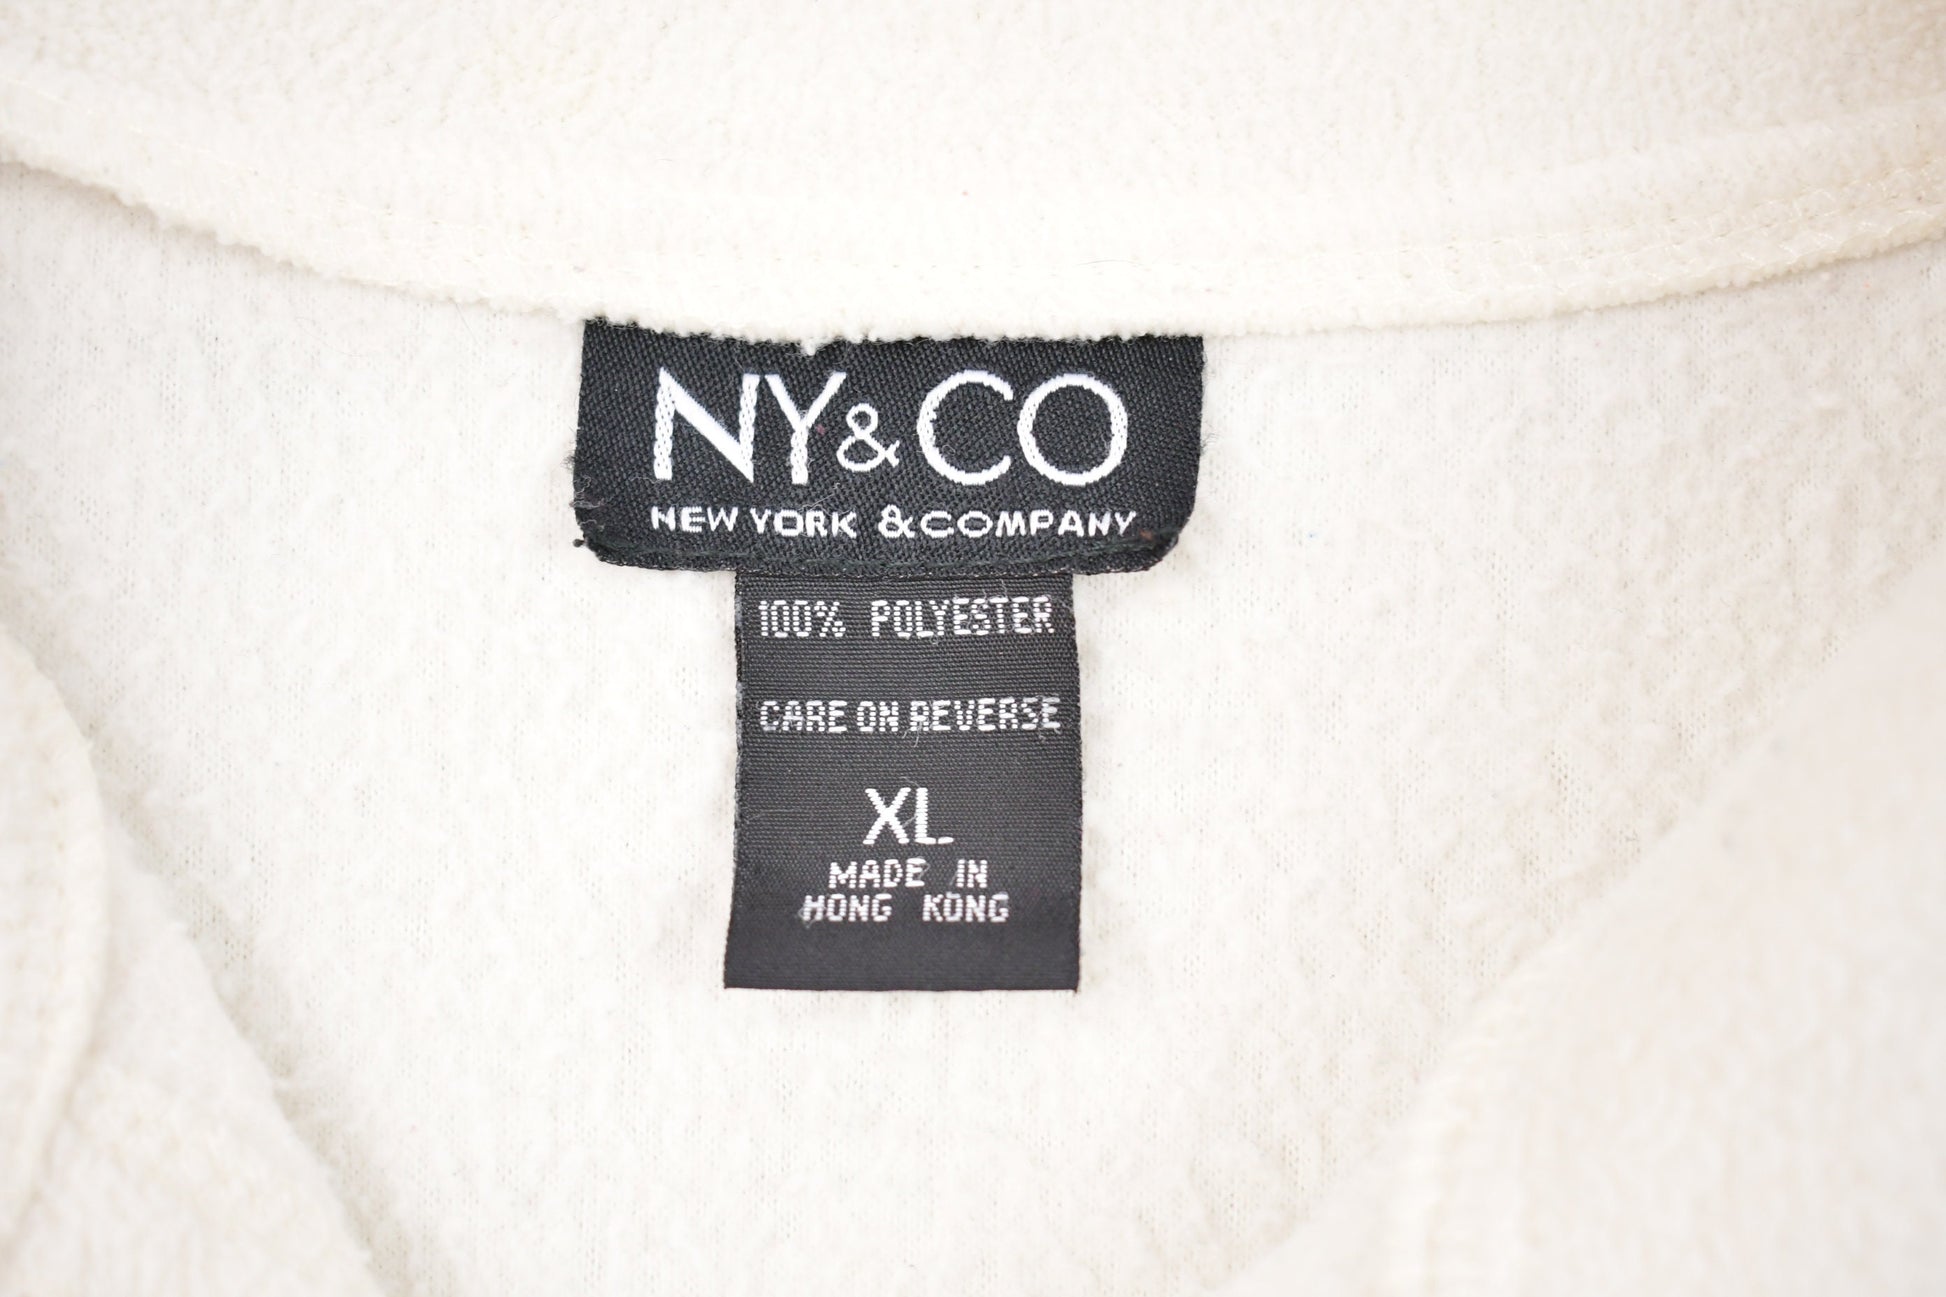 NY&CO
NEW YORK &COMPANY
100% POLYESTER
CARE ON REVERSE
XL
MADE IN
HONG KONG